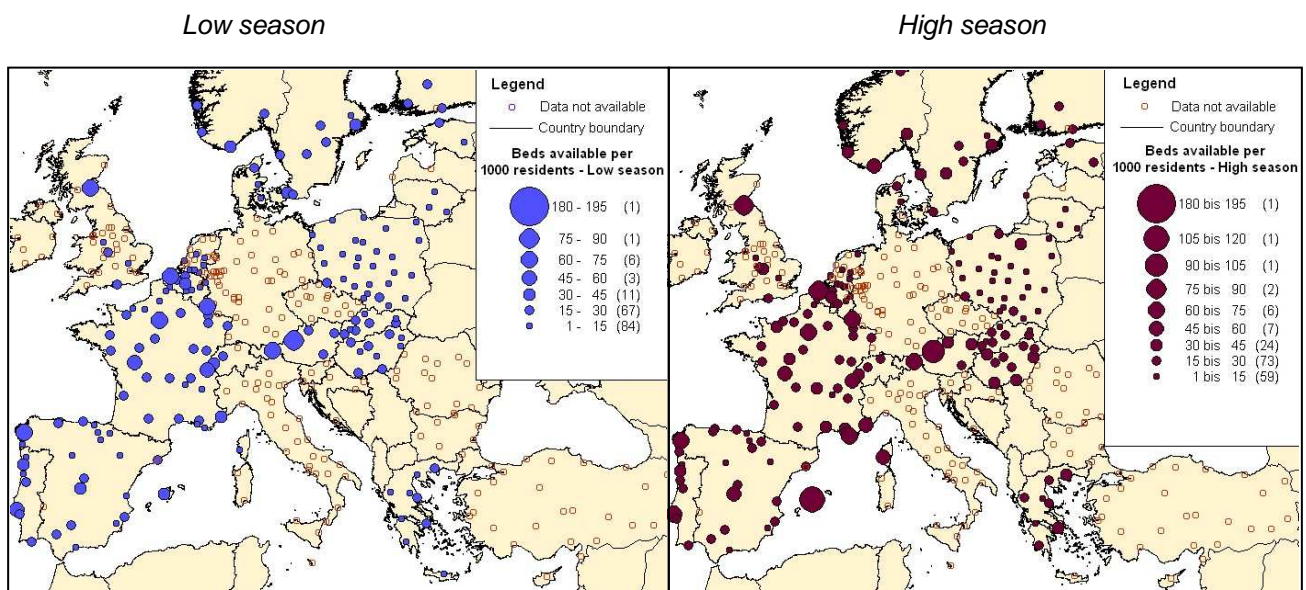 Low season
High season
Legend
Data not available
Country boundary
Beds available per
1000 residents - Low season
180 - 195 (1)
75 - 90 (1)
60 - 75 (6)
45 - 60 (3)
30 - 45 (11)
15 - 30 (67)
1 - 15 (84)
Legend
Data not available
Country boundary
Beds available per
1000 residents - High season
180 bis 195 (1)
105 bis 120 (1)
90 bis 105 (1)
75 bis 90 (2)
60 bis 75 (6)
45 bis 60 (7)
30 bis 45 (24)
15 bis 30 (73)
1 bis 15 (59)